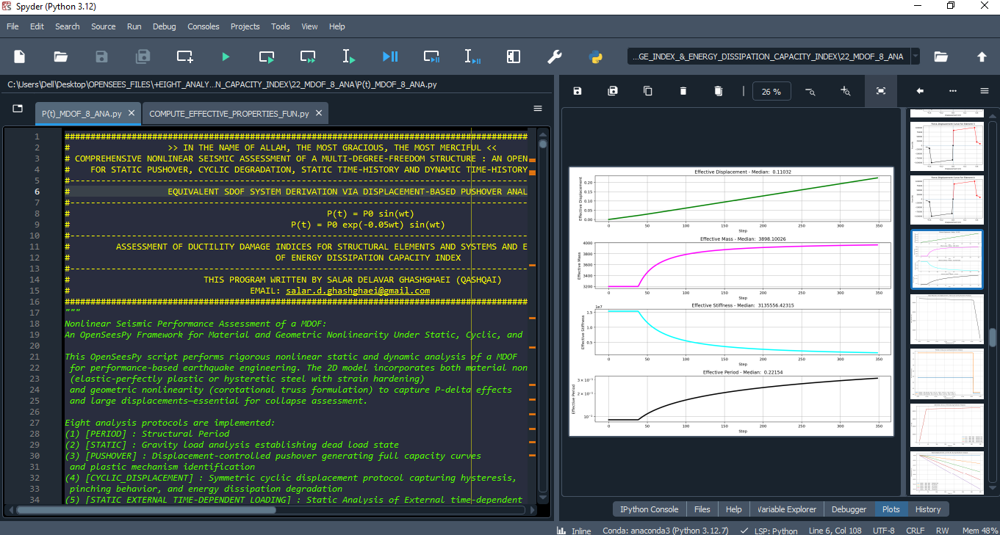 Spyder (Python 3.12)
File Edit Search Source Run Debug Consoles Projects Tools View Help
...GE_INDEX_&_ENERGY_DISSIPATION_CAPACITY_INDEX\22_MDOF_8_ANA
C:\Users\Dell\Desktop\OPENSEES_FILES\+EIGHT_ANALY...N_CAPACITY_INDEX\22_MDOF_8_ANA\P(t)_MDOF_8_ANA.py
26 %
P(t)_MDOF_8_ANA.py
COMPUTE_EFFECTIVE_PROPERTIES_FUN.py
1 ##########################################################################################
2 # >> IN THE NAME OF ALLAH, THE MOST GRACIOUS, THE MOST MERCIFUL <<
3 # COMPREHENSIVE NONLINEAR SEISMIC ASSESSMENT OF A MULTI-DEGREE-FREEDOM STRUCTURE : AN OPEN
4 # FOR STATIC PUSHOVER, CYCLIC DEGRADATION, STATIC TIME-HISTORY AND DYNAMIC TIME-HISTORY
5 #-----------------------------------------------------------------------------------------
6 # EQUIVALENT SDOF SYSTEM DERIVATION VIA DISPLACEMENT-BASED PUSHOVER ANAL
7 #-----------------------------------------------------------------------------------------
8 # P(t) = P0 sin(wt)
9 # P(t) = P0 exp(-0.05wt) sin(wt)
10 #-----------------------------------------------------------------------------------------
11 # ASSESSMENT OF DUCTILITY DAMAGE INDICES FOR STRUCTURAL ELEMENTS AND SYSTEMS AND E
12 # OF ENERGY DISSIPATION CAPACITY INDEX
13 #-----------------------------------------------------------------------------------------
14 # THIS PROGRAM WRITTEN BY SALAR DELAVAR GHASHGHAEI (QASHQAI)
15 # EMAIL: salar.d.ghashghaei@gmail.com
16 ##########################################################################################
17 """
18 Nonlinear Seismic Performance Assessment of a MDOF:
19 An OpenSeesPy Framework for Material and Geometric Nonlinearity Under Static, Cyclic, and
20
21 This OpenSeesPy script performs rigorous nonlinear static and dynamic analysis of a MDOF
22 for performance-based earthquake engineering. The 2D model incorporates both material non
23 (elastic-perfectly plastic or hysteretic steel with strain hardening)
24 and geometric nonlinearity (corotational truss formulation) to capture P-delta effects
25 and large displacements—essential for collapse assessment.
26
27 Eight analysis protocols are implemented:
28 (1) [PERIOD] : Structural Period
29 (2) [STATIC] : Gravity load analysis establishing dead load state
30 (3) [PUSHOVER] : Displacement-controlled pushover generating full capacity curves
31 and plastic mechanism identification
32 (4) [CYCLIC_DISPLACEMENT] : Symmetric cyclic displacement protocol capturing hysteresis,
33 pinching behavior, and energy dissipation degradation
34 (5) [STATIC EXTERNAL TIME-DEPENDENT LOADING] : Static Analysis of External time-dependent
Effective Displacement - Median: 0.11032
Effective Displacement
0.20
0.15
0.10
0.05
0.00
0 50 100 150 200 250 300 350
Step
Effective Mass - Median: 3898.10026
Effective Mass
4000
3800
3600
3400
3200
0 50 100 150 200 250 300 350
Step
Effective Stiffness - Median: 3135556.42315
1e7
Effective Stiffness
1.5
1.0
0.5
0 50 100 150 200 250 300 350
Step
Effective Period - Median: 0.22154
Effective Period
3 × 10⁻¹
2 × 10⁻¹
10⁻¹
0 50 100 150 200 250 300 350
Step
IPython Console Files Help Variable Explorer Debugger Plots History
Inline Conda: anaconda3 (Python 3.12.7) LSP: Python Line 6, Col 108 UTF-8 CRLF RW Mem 48%